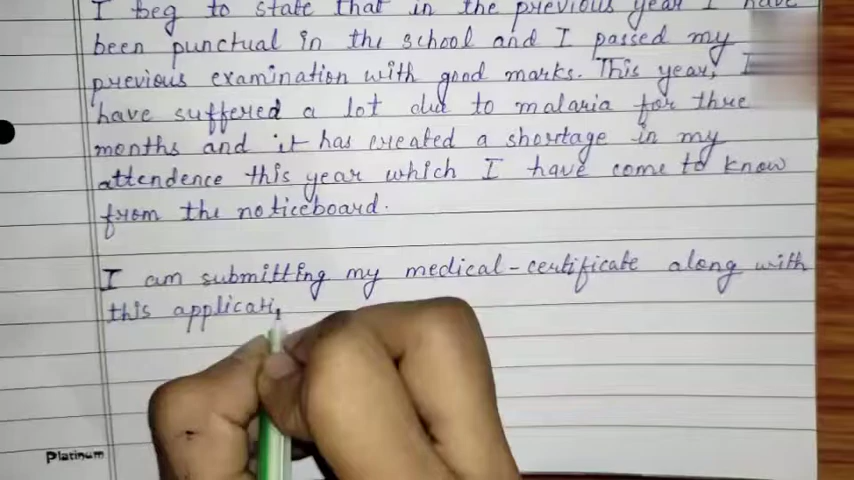 I beg to state that in the previous year I have
been punctual in the school and I passed my
previous examination with good marks. This year, I
have suffered a lot due to malaria for three
months and it has created a shortage in my
attendence this year which I have come to know
from the noticeboard.
I am submitting my medical-certificate along with
this applicati
Platinum